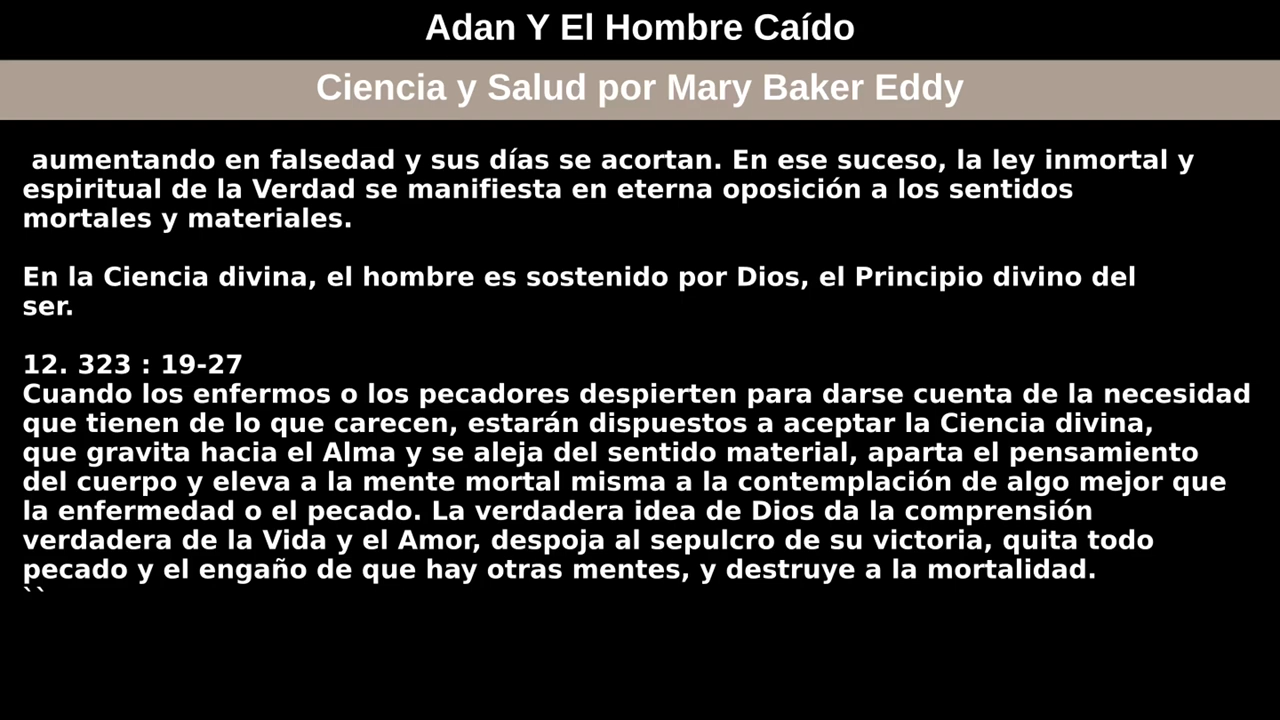 Adan Y El Hombre Caído
Ciencia y Salud por Mary Baker Eddy
aumentando en falsedad y sus días se acortan. En ese suceso, la ley inmortal y
espiritual de la Verdad se manifiesta en eterna oposición a los sentidos
mortales y materiales.
En la Ciencia divina, el hombre es sostenido por Dios, el Principio divino del
ser.
12. 323 : 19-27
Cuando los enfermos o los pecadores despierten para darse cuenta de la necesidad
que tienen de lo que carecen, estarán dispuestos a aceptar la Ciencia divina,
que gravita hacia el Alma y se aleja del sentido material, aparta el pensamiento
del cuerpo y eleva a la mente mortal misma a la contemplación de algo mejor que
la enfermedad o el pecado. La verdadera idea de Dios da la comprensión
verdadera de la Vida y el Amor, despoja al sepulcro de su victoria, quita todo
pecado y el engaño de que hay otras mentes, y destruye a la mortalidad.
``